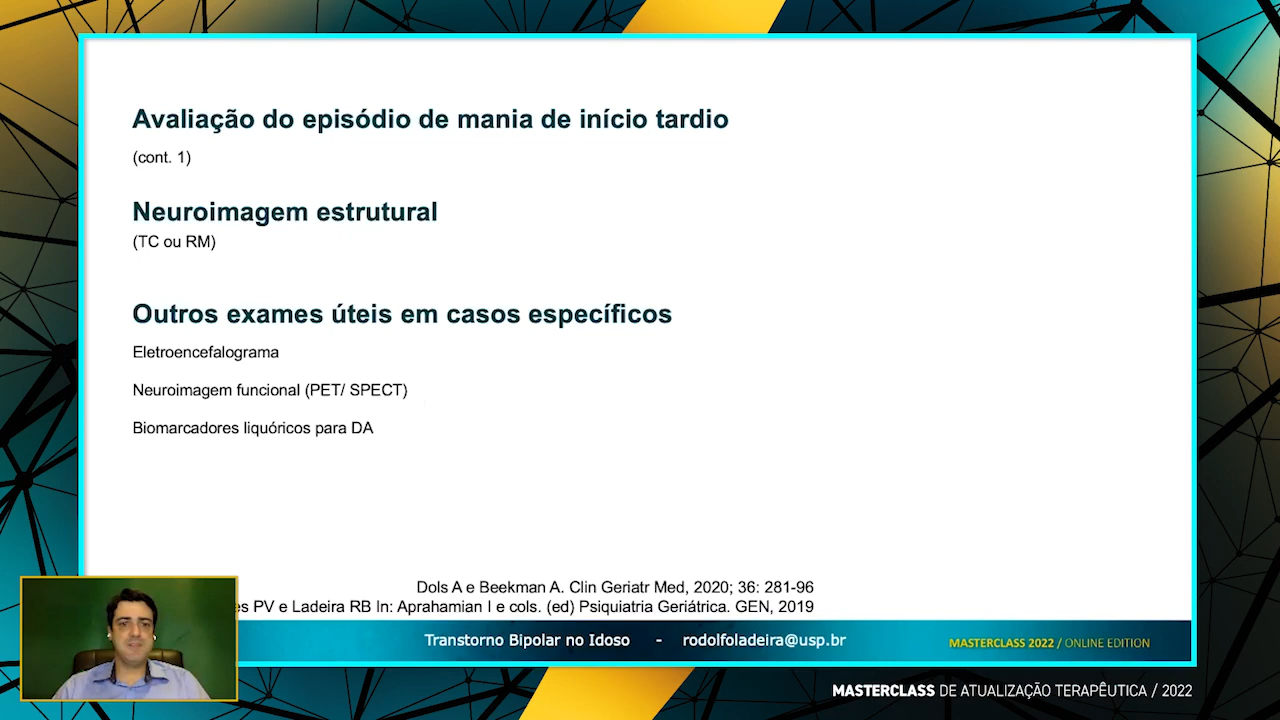 Avaliação do episódio de mania de início tardio
(cont. 1)
Neuroimagem estrutural
(TC ou RM)
Outros exames úteis em casos específicos
Eletroencefalograma
Neuroimagem funcional (PET/ SPECT)
Biomarcadores liquóricos para DA
Dols A e Beekman A. Clin Geriatr Med, 2020; 36: 281-96
PV e Ladeira RB In: Aprahamian I e cols. (ed) Psiquiatria Geriátrica. GEN, 2019
Transtorno Bipolar no Idoso - rodolfoladeira@usp.br
MASTERCLASS 2022 / ONLINE EDITION
MASTERCLASS DE ATUALIZAÇÃO TERAPÊUTICA / 2022